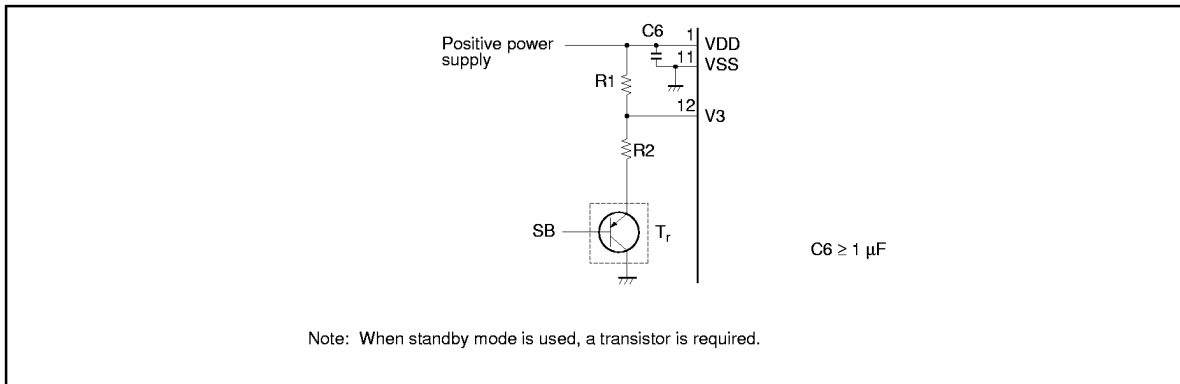 Positive power
supply
C6
1
VDD
11
VSS
R1
12
V3
R2
SB
Tr
C6 ≥ 1 μF
Note: When standby mode is used, a transistor is required.